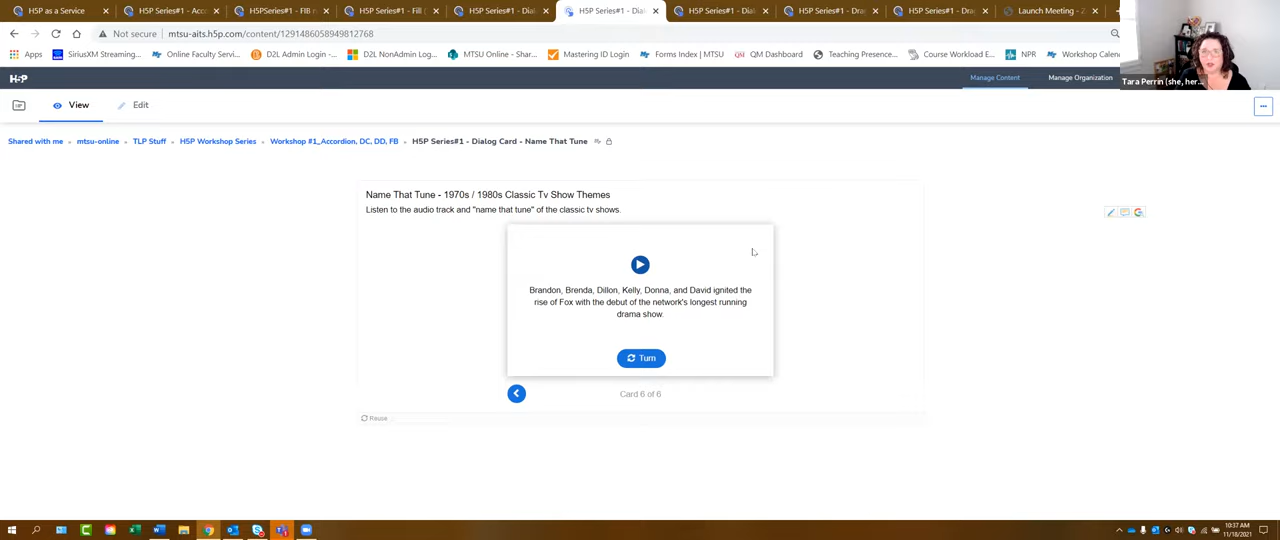 H5P as a Service
H5P Series#1 - Acc
H5PSeries#1 - FIB r
H5P Series#1 - Fill (
H5P Series#1 - Dial
H5P Series#1 - Dia
H5P Series#1 - Dial
H5P Series#1 - Dra
H5P Series#1 - Dra
Launch Meeting - Z
Not secure | mtsu-aits.h5p.com/content/1291486058949812768
Apps
SiriusXM Streaming...
Online Faculty Servi...
D2L Admin Login -...
D2L NonAdmin Log...
MTSU Online - Shar...
Mastering ID Login
Forms Index | MTSU
QM Dashboard
Teaching Presence...
Course Workload E...
NPR
Workshop Calend
Tara Perrin (she, her...
H5P
Manage Content
Manage Organization
View
Edit
Shared with me
mtsu-online
TLP Stuff
H5P Workshop Series
Workshop #1_Accordion, DC, DD, FB
H5P Series#1 - Dialog Card - Name That Tune
Name That Tune - 1970s / 1980s Classic Tv Show Themes
Listen to the audio track and "name that tune" of the classic tv shows.
Brandon, Brenda, Dillon, Kelly, Donna, and David ignited the
rise of Fox with the debut of the network's longest running
drama show.
Turn
Card 6 of 6
Reuse
10:37 AM
11/18/2021